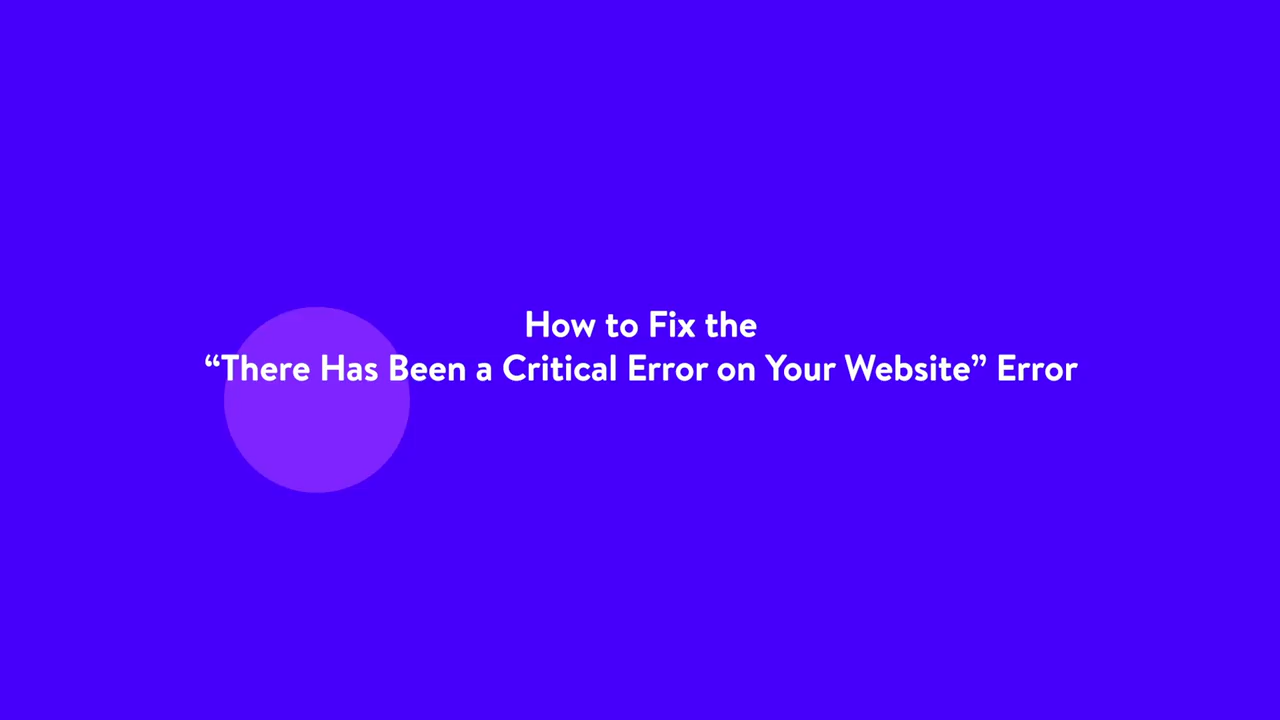 How to Fix the
“There Has Been a Critical Error on Your Website” Error